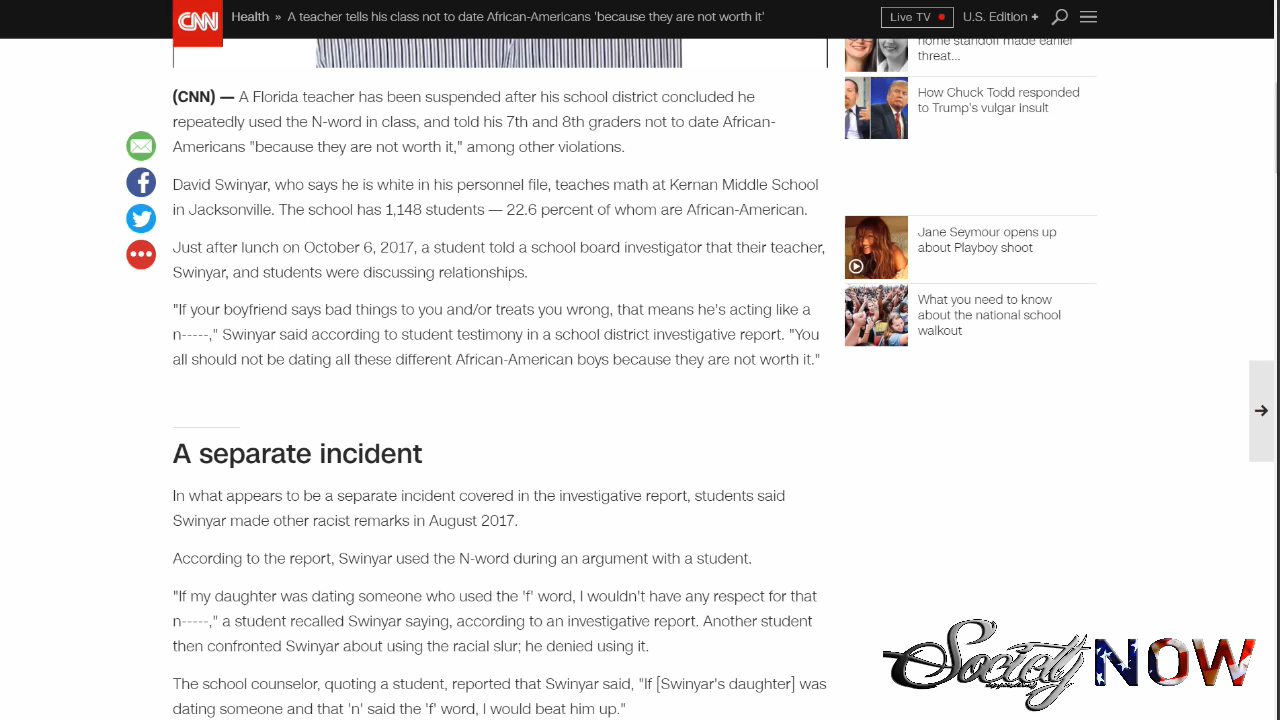 CNN
Health » A teacher tells his class not to date African-Americans 'because they are not worth it'
Live TV
U.S. Edition +
home standoff made earlier
threat...
How Chuck Todd responded
to Trump's vulgar insult
(CNN) — A Florida teacher has been suspended after his school district concluded he
repeatedly used the N-word in class, and told his 7th and 8th graders not to date African-
Americans "because they are not worth it," among other violations.
David Swinyar, who says he is white in his personnel file, teaches math at Kernan Middle School
in Jacksonville. The school has 1,148 students — 22.6 percent of whom are African-American.
Just after lunch on October 6, 2017, a student told a school board investigator that their teacher,
Swinyar, and students were discussing relationships.
"If your boyfriend says bad things to you and/or treats you wrong, that means he's acting like a
n-----," Swinyar said according to student testimony in a school district investigative report. "You
all should not be dating all these different African-American boys because they are not worth it."
Jane Seymour opens up
about Playboy shoot
What you need to know
about the national school
walkout
A separate incident
In what appears to be a separate incident covered in the investigative report, students said
Swinyar made other racist remarks in August 2017.
According to the report, Swinyar used the N-word during an argument with a student.
"If my daughter was dating someone who used the 'f' word, I wouldn't have any respect for that
n-----," a student recalled Swinyar saying, according to an investigative report. Another student
then confronted Swinyar about using the racial slur; he denied using it.
The school counselor, quoting a student, reported that Swinyar said, "If [Swinyar's daughter] was
dating someone and that 'n' said the 'f' word, I would beat him up."
Society NOW